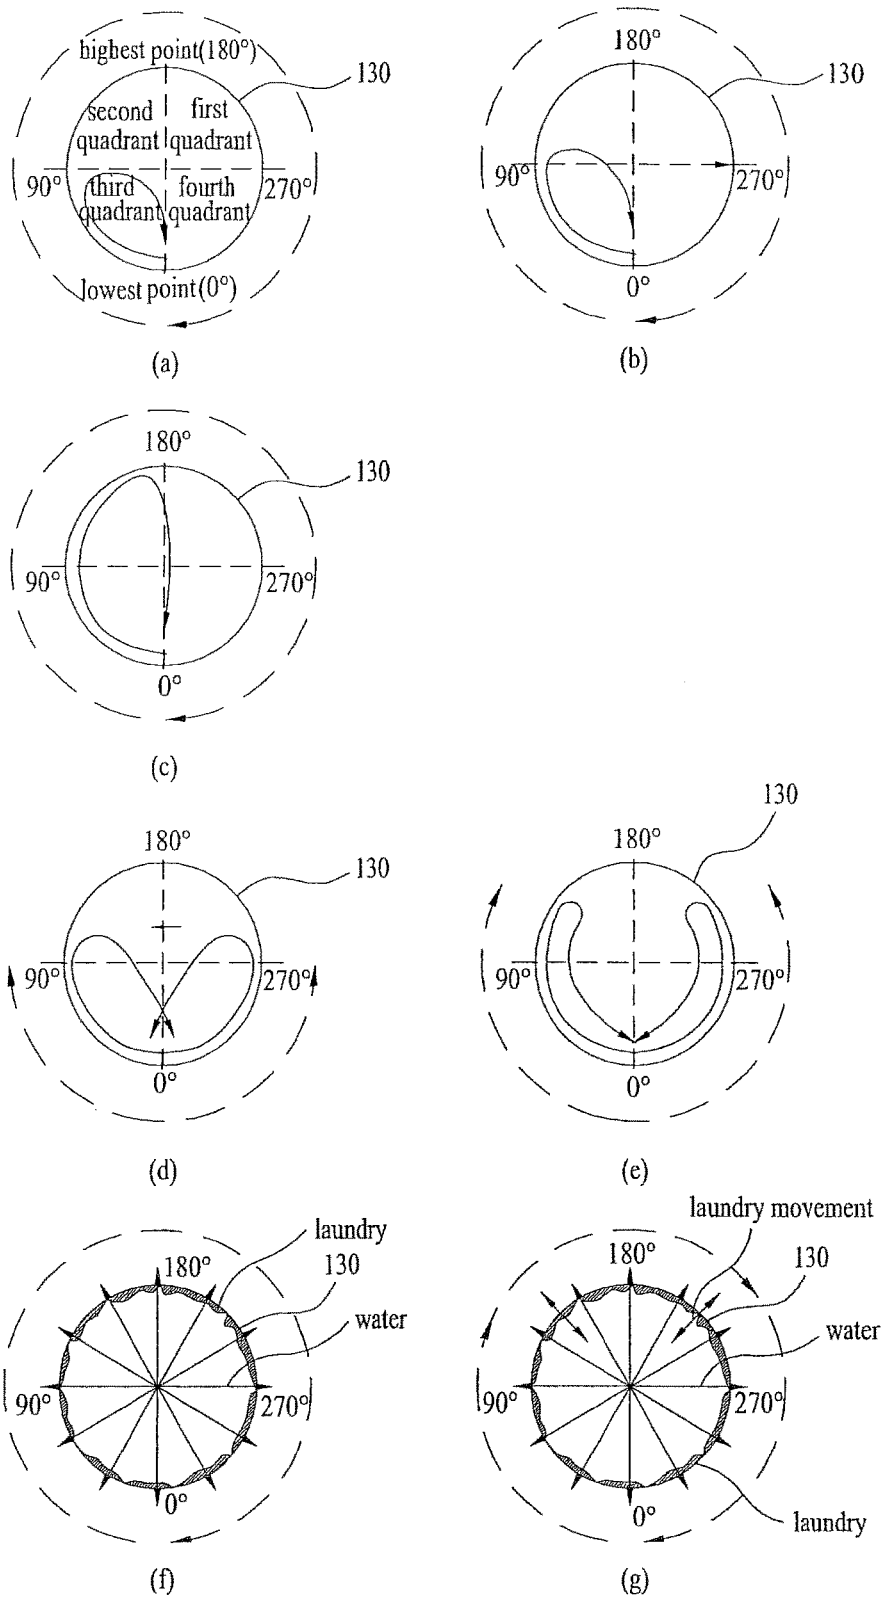 highest point(180°)
130
second
quadrant
first
quadrant
90°
270°
third
quadrant
fourth
quadrant
lowest point(0°)
(a)
180°
130
90°
270°
0°
(b)
180°
130
90°
270°
0°
(c)
180°
130
90°
270°
0°
(d)
130
180°
90°
270°
0°
(e)
laundry
180°
130
water
90°
270°
0°
(f)
laundry movement
180°
130
water
90°
270°
0°
laundry
(g)